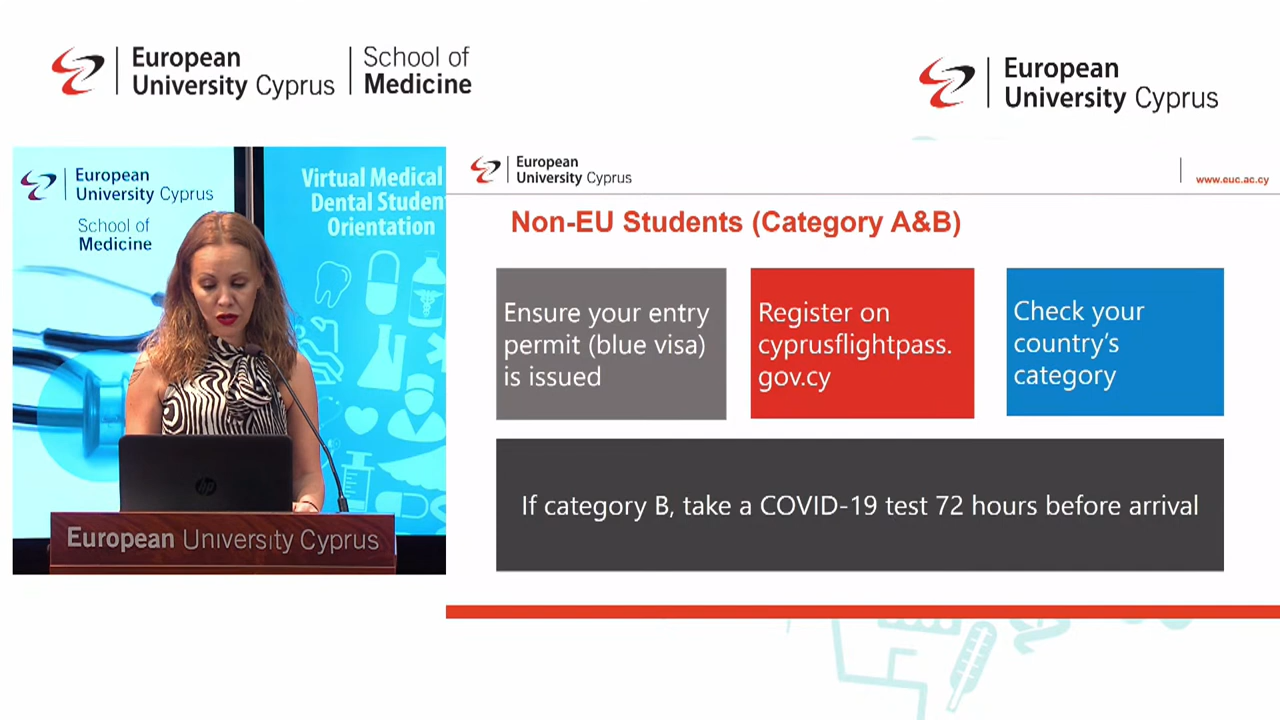 European
University Cyprus
School of
Medicine
European
University Cyprus
European
University Cyprus
School of
Medicine
Virtual Medical
Dental Student
Orientation
hp
European University Cyprus
European
University Cyprus
www.euc.ac.cy
Non-EU Students (Category A&B)
Ensure your entry
permit (blue visa)
is issued
Register on
cyprusflightpass.
gov.cy
Check your
country's
category
If category B, take a COVID-19 test 72 hours before arrival